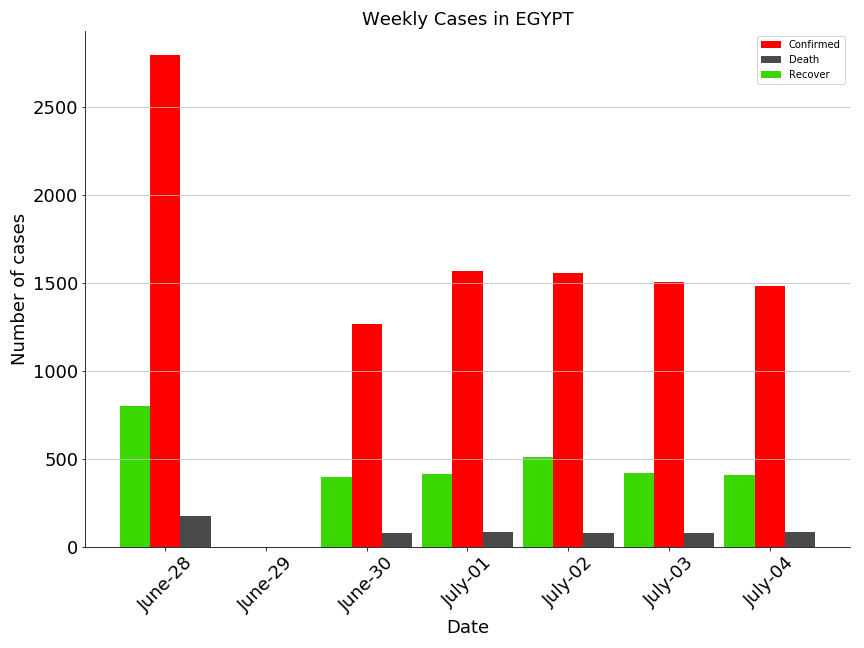 Weekly Cases in EGYPT
Confirmed
Death
Recover
Number of cases
2500
2000
1500
1000
500
0
June-28
June-29
June-30
July-01
July-02
July-03
July-04
Date